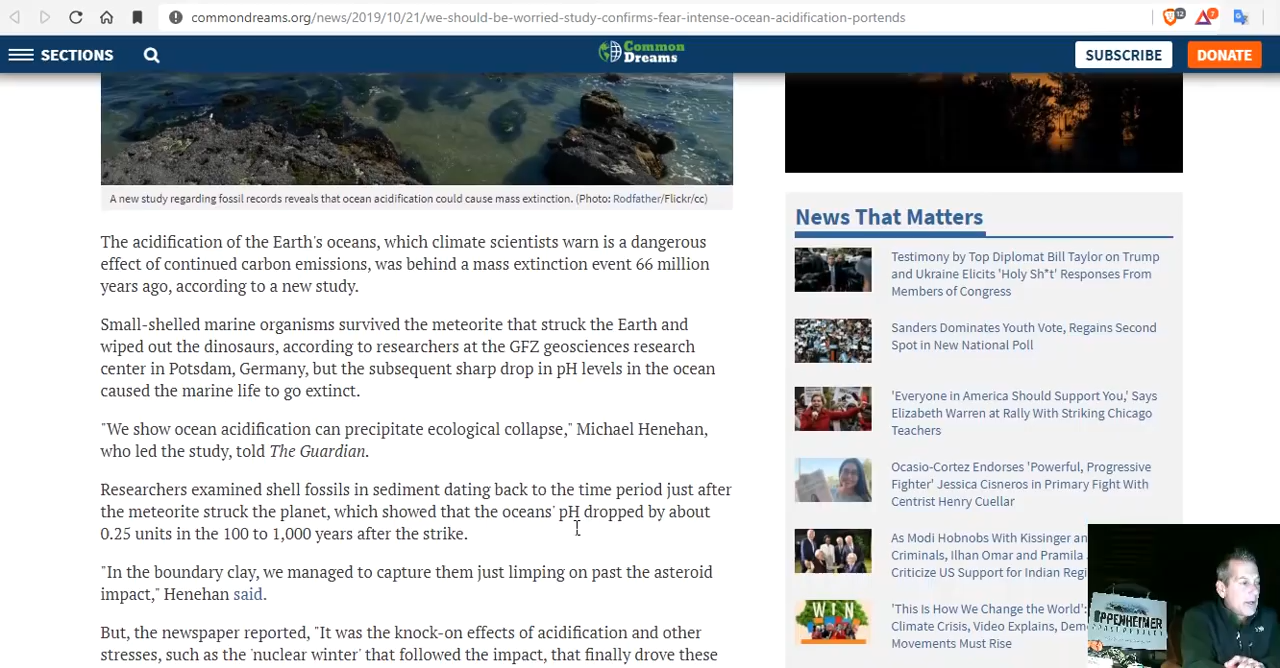 commondreams.org/news/2019/10/21/we-should-be-worried-study-confirms-fear-intense-ocean-acidification-portends
12
7
SECTIONS
Common
Dreams
SUBSCRIBE
DONATE
A new study regarding fossil records reveals that ocean acidification could cause mass extinction. (Photo: Rodfather/Flickr/cc)
The acidification of the Earth's oceans, which climate scientists warn is a dangerous
effect of continued carbon emissions, was behind a mass extinction event 66 million
years ago, according to a new study.
Small-shelled marine organisms survived the meteorite that struck the Earth and
wiped out the dinosaurs, according to researchers at the GFZ geosciences research
center in Potsdam, Germany, but the subsequent sharp drop in pH levels in the ocean
caused the marine life to go extinct.
"We show ocean acidification can precipitate ecological collapse," Michael Henehan,
who led the study, told The Guardian.
Researchers examined shell fossils in sediment dating back to the time period just after
the meteorite struck the planet, which showed that the oceans' pH dropped by about
0.25 units in the 100 to 1,000 years after the strike.
"In the boundary clay, we managed to capture them just limping on past the asteroid
impact," Henehan said.
But, the newspaper reported, "It was the knock-on effects of acidification and other
stresses, such as the 'nuclear winter' that followed the impact, that finally drove these
News That Matters
Testimony by Top Diplomat Bill Taylor on Trump
and Ukraine Elicits 'Holy Sh*t' Responses From
Members of Congress
Sanders Dominates Youth Vote, Regains Second
Spot in New National Poll
'Everyone in America Should Support You,' Says
Elizabeth Warren at Rally With Striking Chicago
Teachers
Ocasio-Cortez Endorses 'Powerful, Progressive
Fighter' Jessica Cisneros in Primary Fight With
Centrist Henry Cuellar
As Modi Hobnobs With Kissinger an
Criminals, Ilhan Omar and Pramila
Criticize US Support for Indian Regi
WIN
'This Is How We Change the World':
Climate Crisis, Video Explains, Dem
Movements Must Rise
OPPENHEIMER